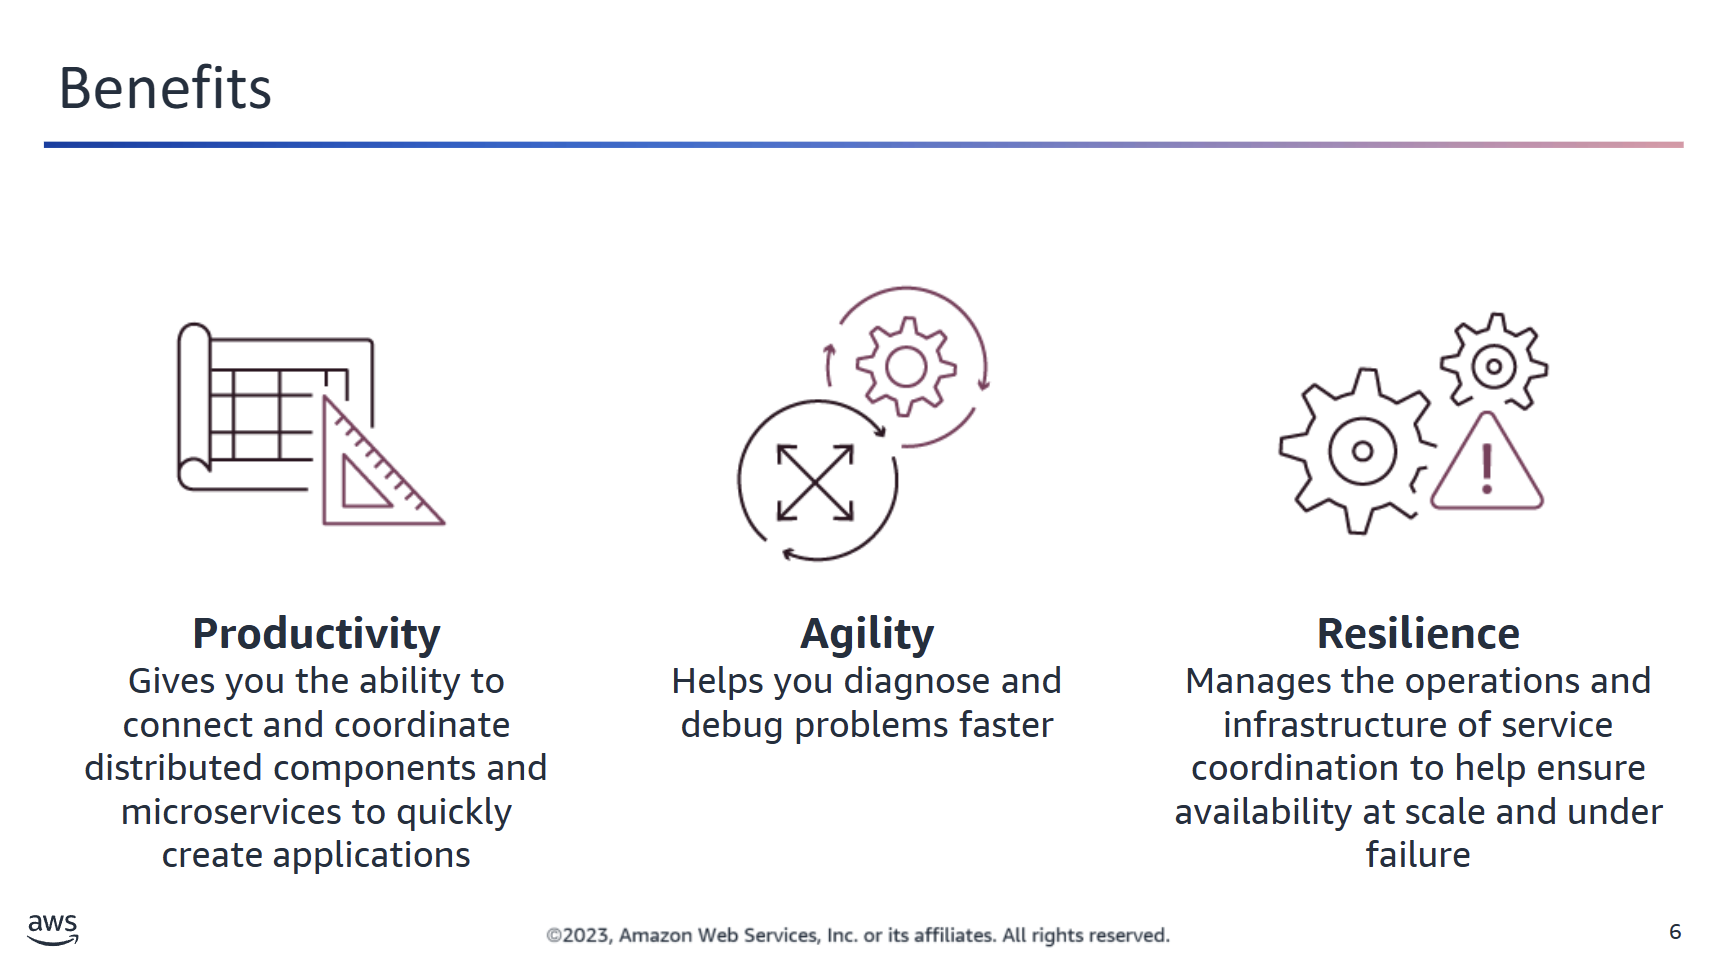 Benefits
Productivity
Gives you the ability to
connect and coordinate
distributed components and
microservices to quickly
create applications
Agility
Helps you diagnose and
debug problems faster
Resilience
Manages the operations and
infrastructure of service
coordination to help ensure
availability at scale and under
failure
aws
©2023, Amazon Web Services, Inc. or its affiliates. All rights reserved.
6